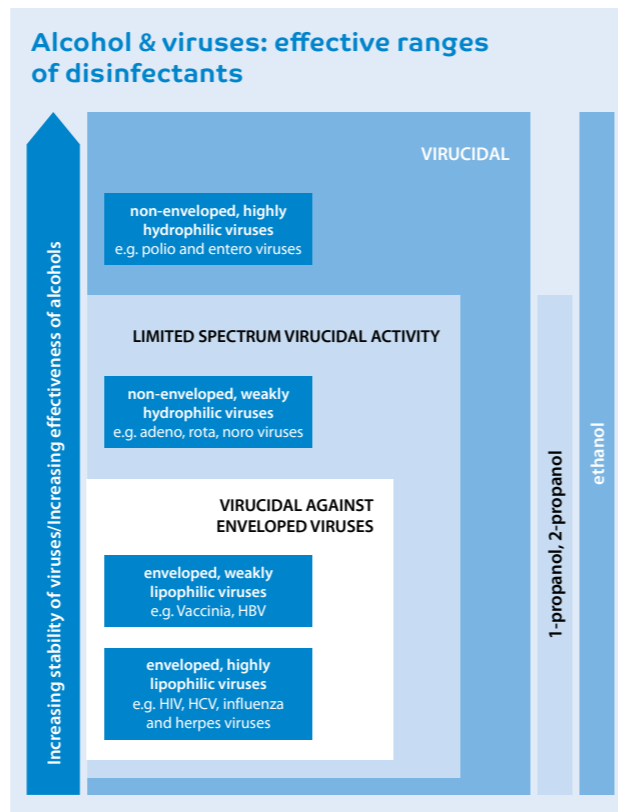 Alcohol & viruses: effective ranges
of disinfectants
Increasing stability of viruses/Increasing effectiveness of alcohols
VIRUCIDAL
non-enveloped, highly
hydrophilic viruses
e.g. polio and entero viruses
LIMITED SPECTRUM VIRUCIDAL ACTIVITY
non-enveloped, weakly
hydrophilic viruses
e.g. adeno, rota, noro viruses
VIRUCIDAL AGAINST
ENVELOPED VIRUSES
enveloped, weakly
lipophilic viruses
e.g. Vaccinia, HBV
enveloped, highly
lipophilic viruses
e.g. HIV, HCV, influenza
and herpes viruses
1-propanol, 2-propanol
ethanol